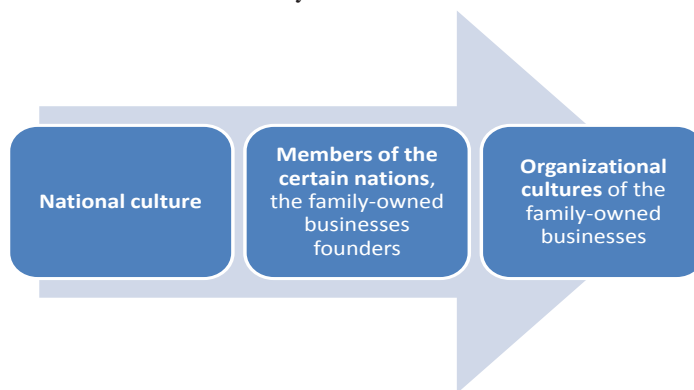 National culture
Members of the
certain nations,
the family-owned
businesses
founders
Organizational
cultures of the
family-owned
businesses